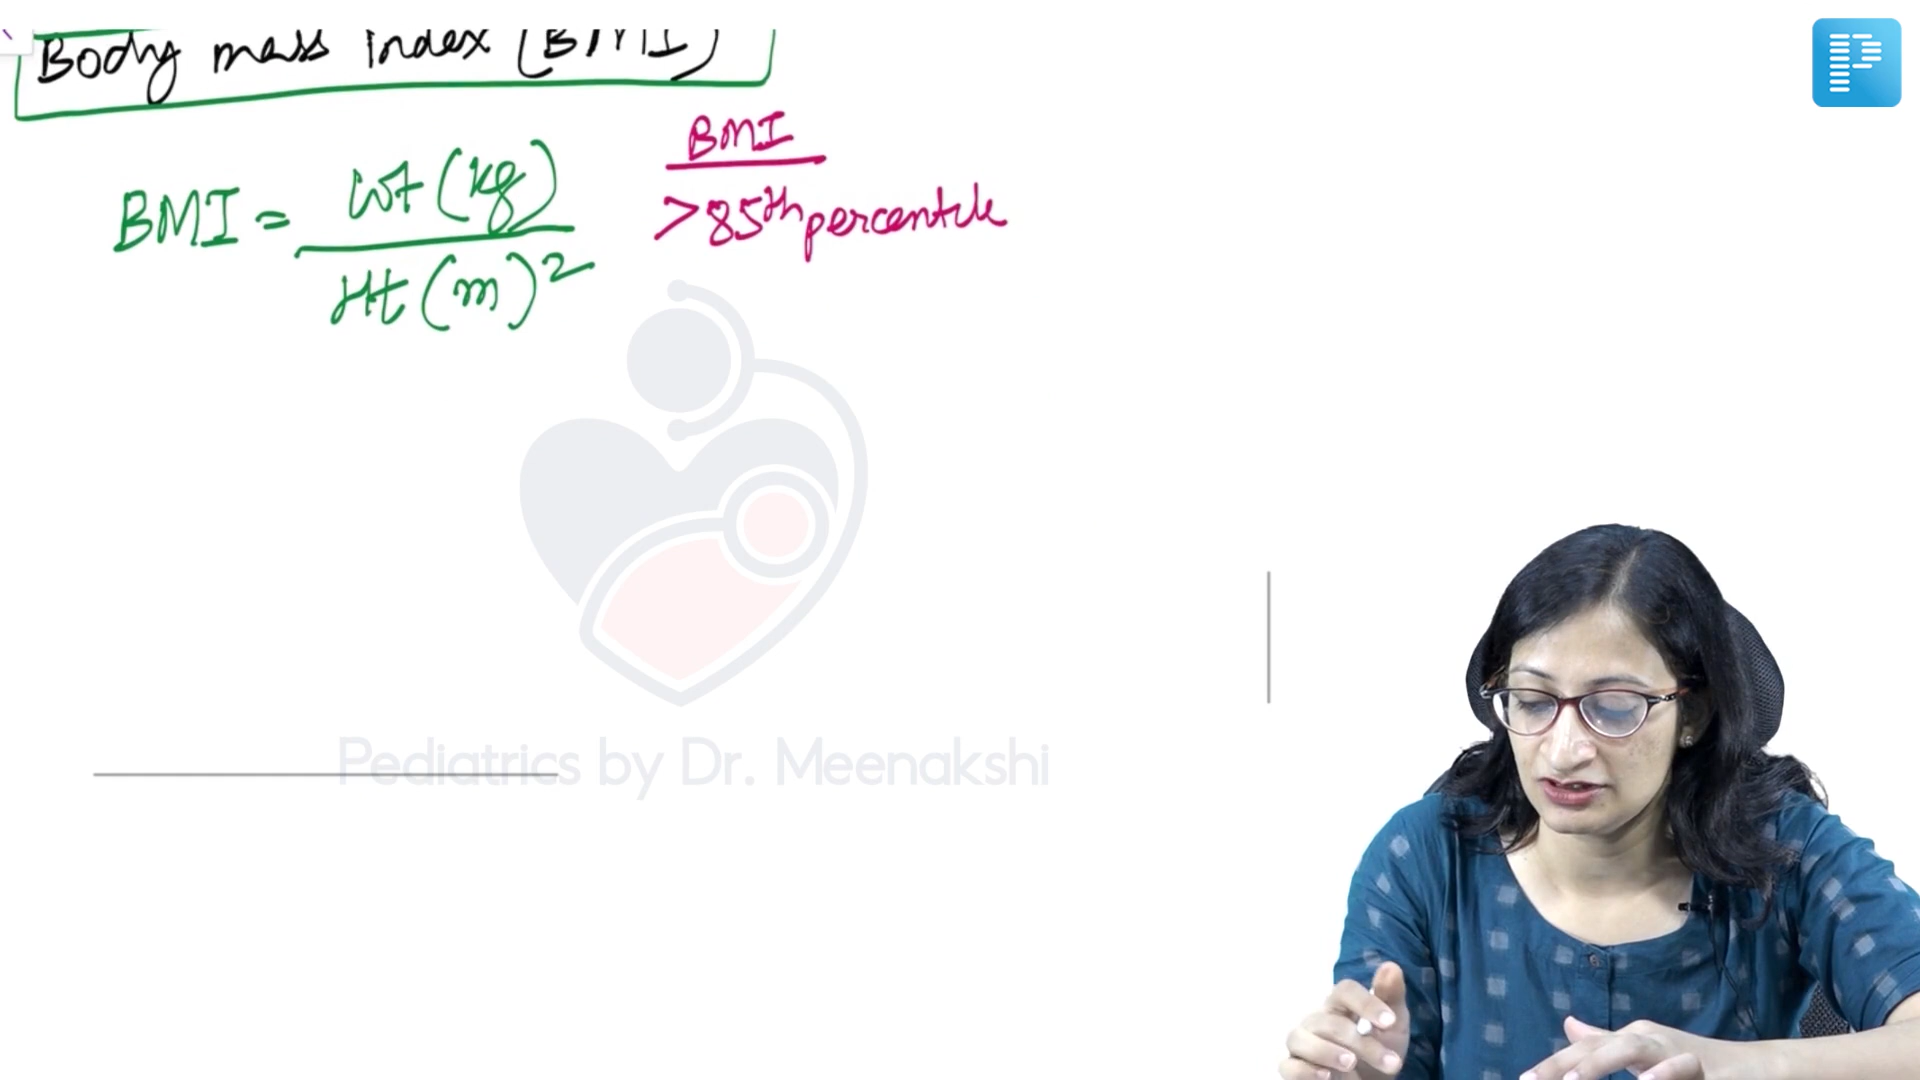 Body mass index (BMI)
BMI = Wt (kg)
Ht (m)²
BMI
>85th percentile
Pediatrics by Dr. Meenakshi